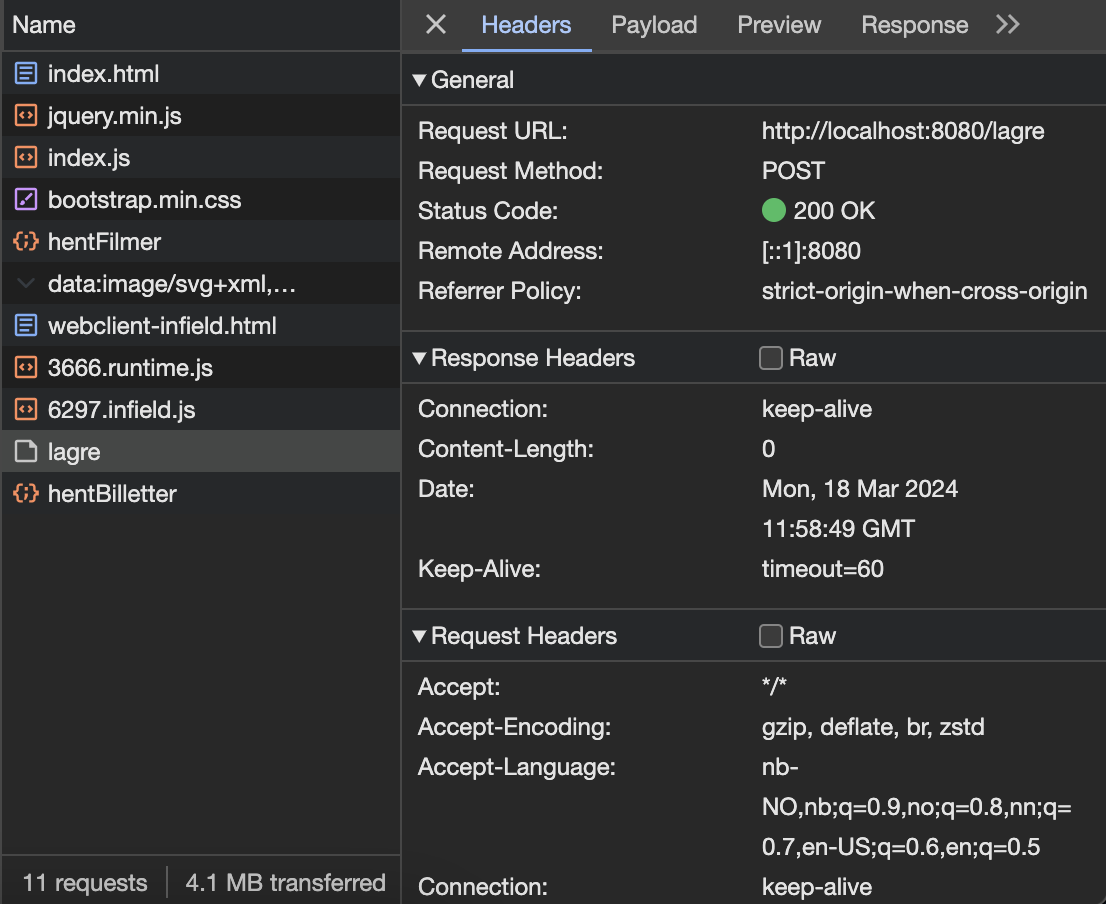 Name
index.html
jquery.min.js
index.js
bootstrap.min.css
hentFilmer
data:image/svg+xml,…
webclient-infield.html
3666.runtime.js
6297.infield.js
lagre
hentBilletter
11 requests 4.1 MB transferred
Headers Payload Preview Response
General
Request URL: http://localhost:8080/lagre
Request Method: POST
Status Code: 200 OK
Remote Address: [::1]:8080
Referrer Policy: strict-origin-when-cross-origin
Response Headers Raw
Connection: keep-alive
Content-Length: 0
Date: Mon, 18 Mar 2024
11:58:49 GMT
Keep-Alive: timeout=60
Request Headers Raw
Accept: */*
Accept-Encoding: gzip, deflate, br, zstd
Accept-Language: nb-
NO,nb;q=0.9,no;q=0.8,nn;q=
0.7,en-US;q=0.6,en;q=0.5
Connection: keep-alive